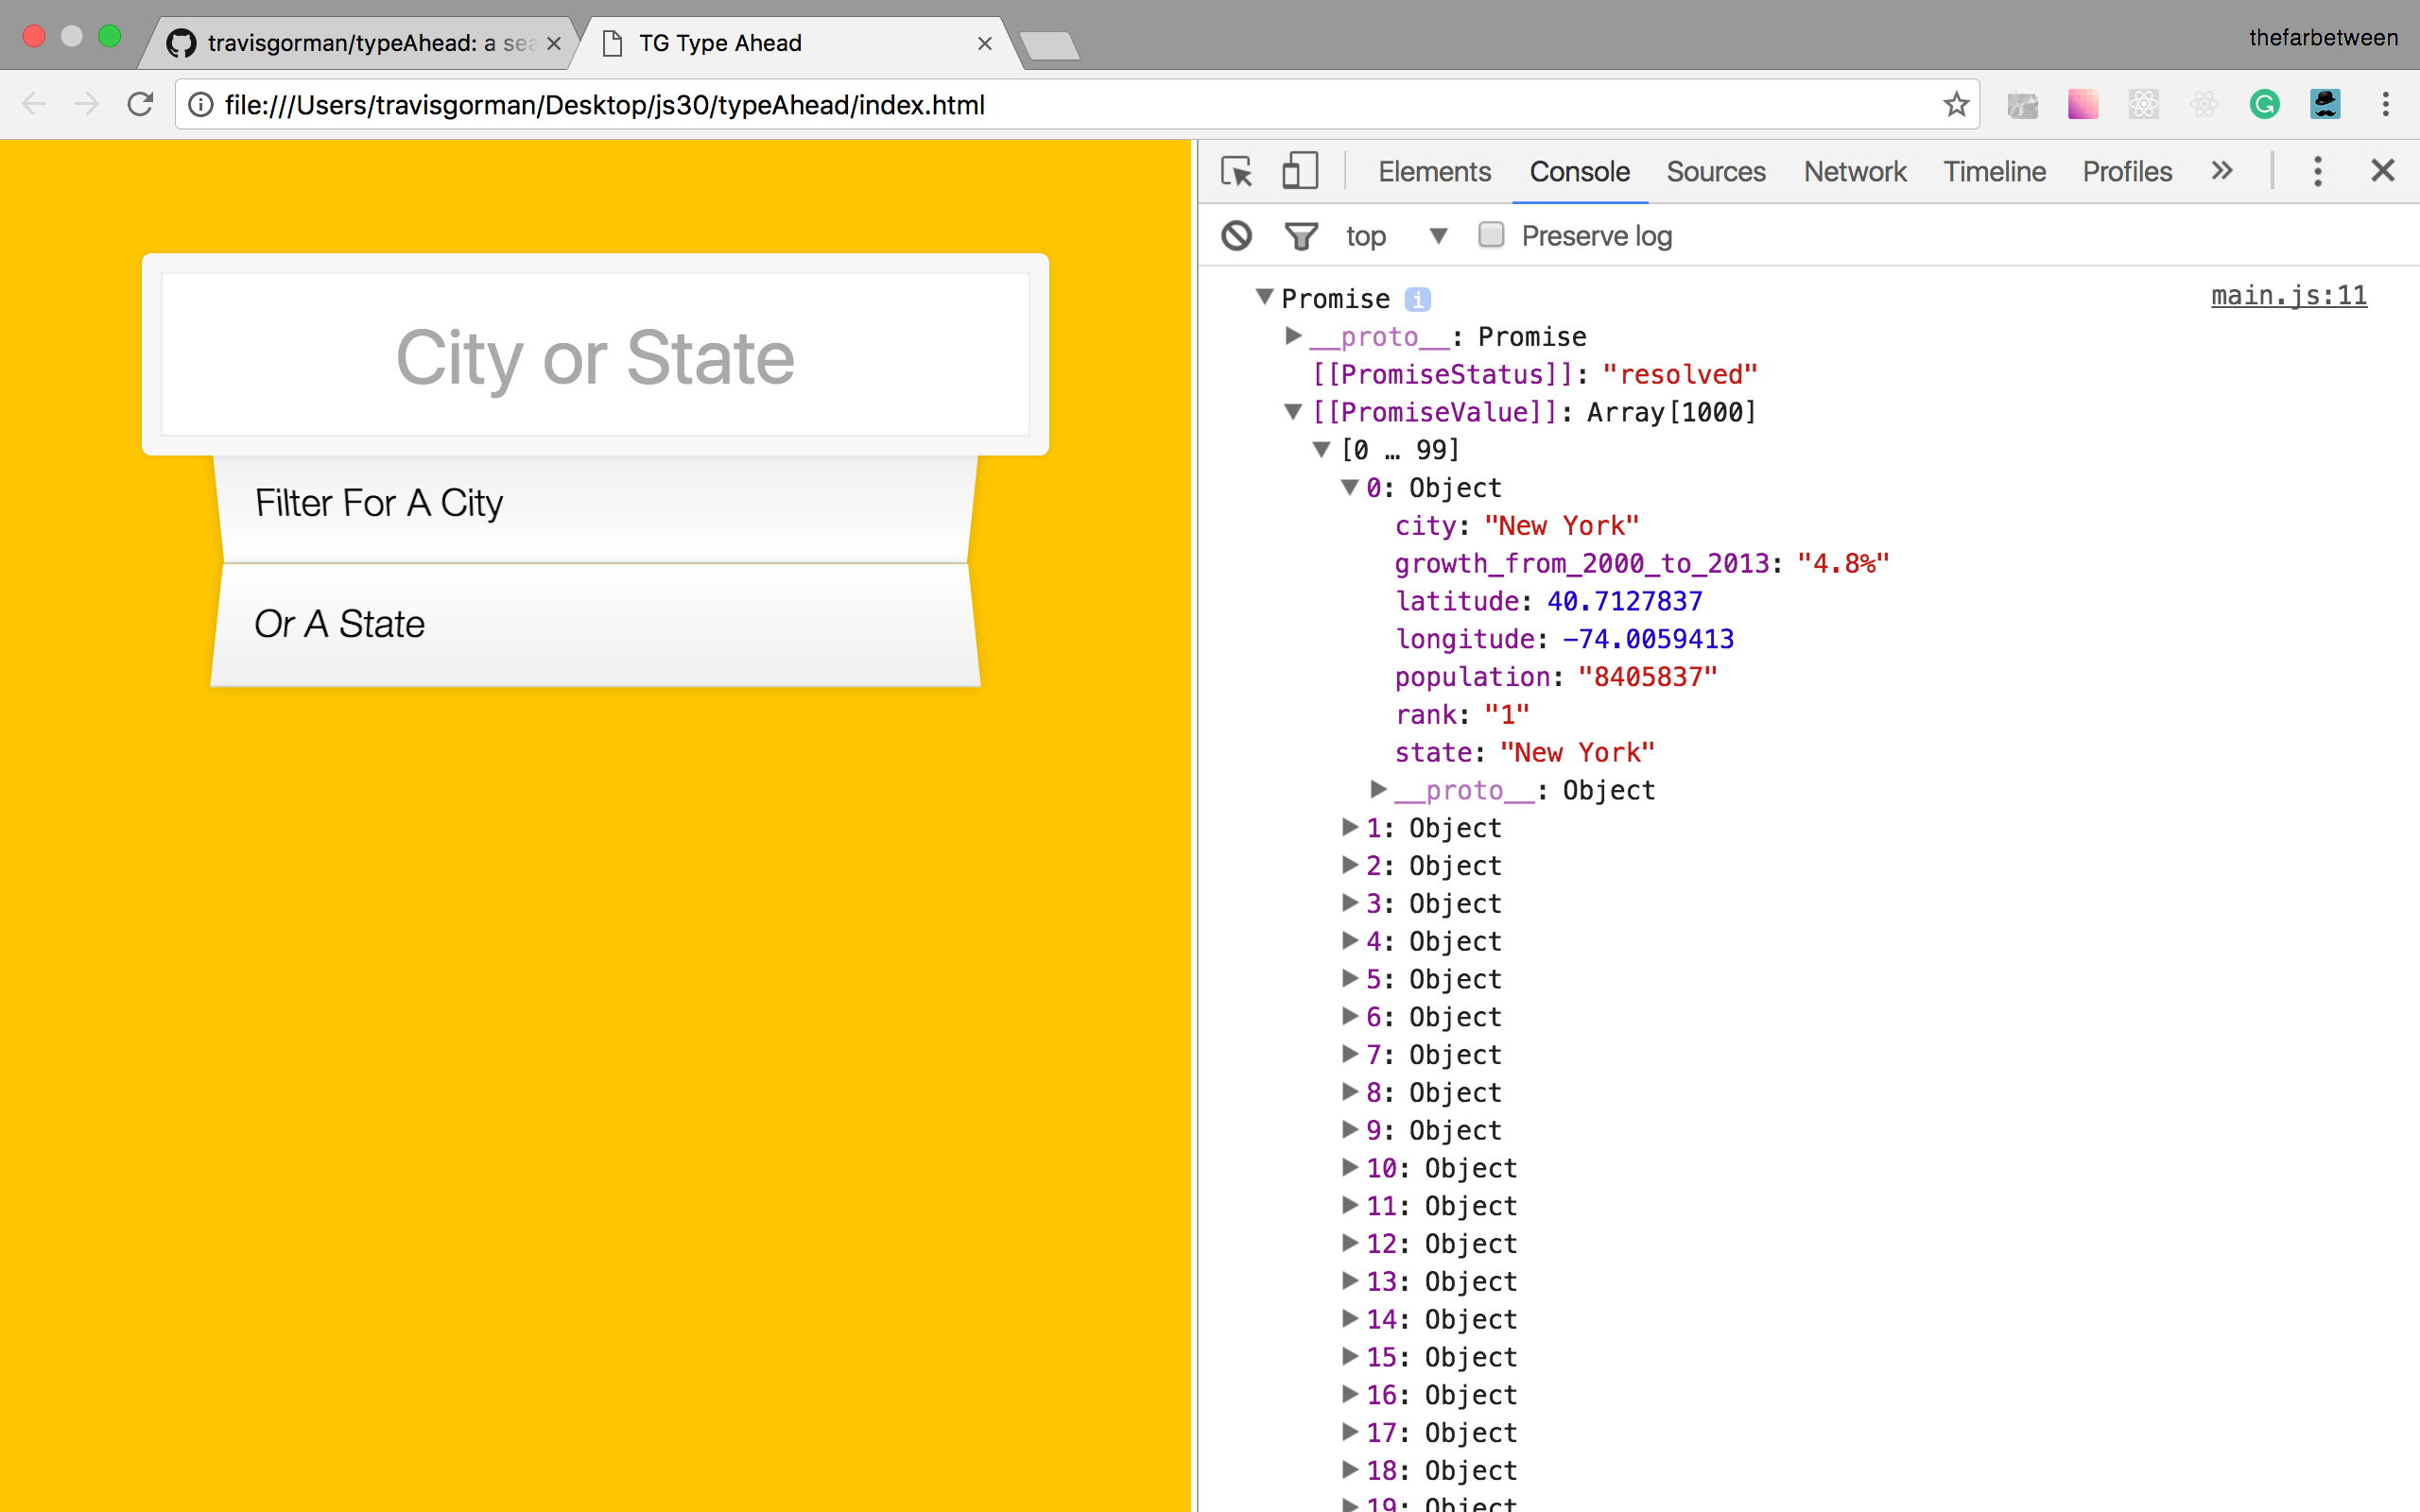 travisgorman/typeAhead: a sea
TG Type Ahead
thefarbetween
file:///Users/travisgorman/Desktop/js30/typeAhead/index.html
City or State
Filter For A City
Or A State
Elements Console Sources Network Timeline Profiles
top Preserve log
Promise i main.js:11
__proto__: Promise
[[PromiseStatus]]: "resolved"
[[PromiseValue]]: Array[1000]
[0 … 99]
0: Object
city: "New York"
growth_from_2000_to_2013: "4.8%"
latitude: 40.7127837
longitude: -74.0059413
population: "8405837"
rank: "1"
state: "New York"
__proto__: Object
1: Object
2: Object
3: Object
4: Object
5: Object
6: Object
7: Object
8: Object
9: Object
10: Object
11: Object
12: Object
13: Object
14: Object
15: Object
16: Object
17: Object
18: Object
19: Object